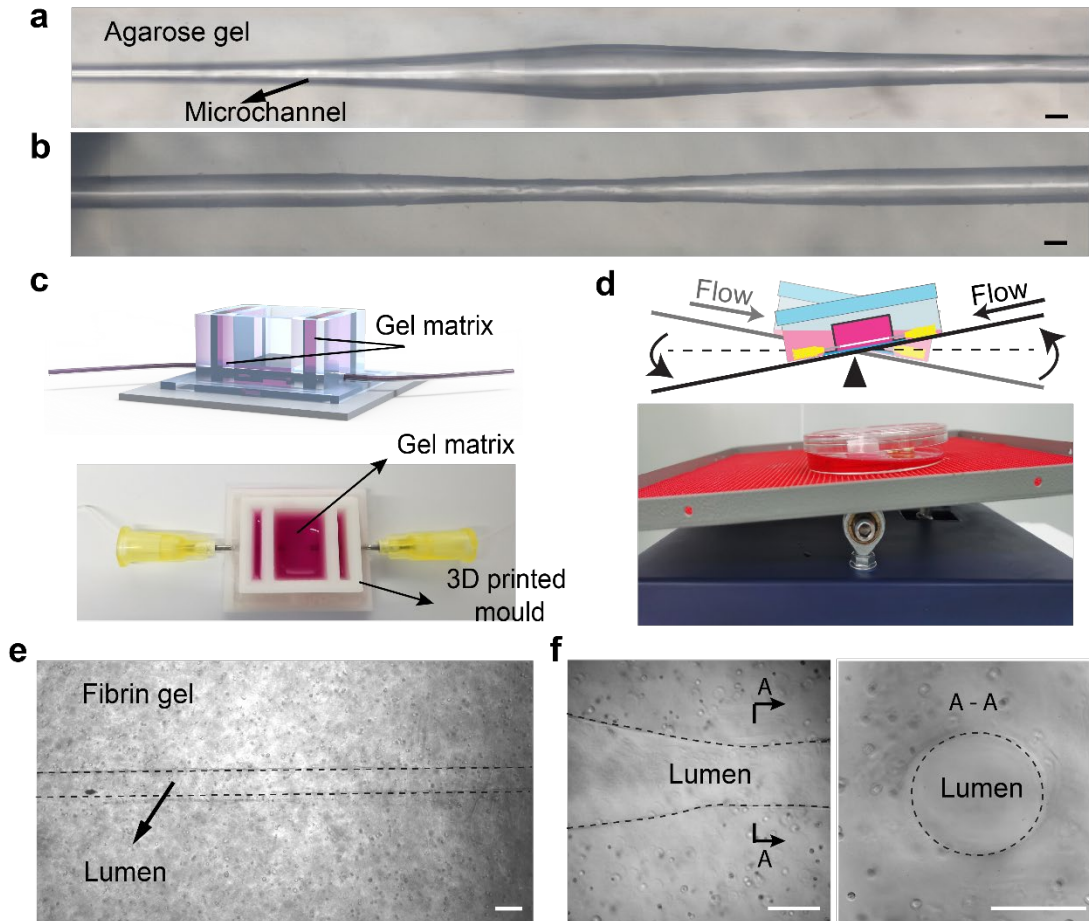 a
Agarose gel
Microchannel
b
c
Gel matrix
Gel matrix
3D printed
mould
d
Flow
Flow
e
Fibrin gel
Lumen
f
A
Lumen
A
A - A
Lumen